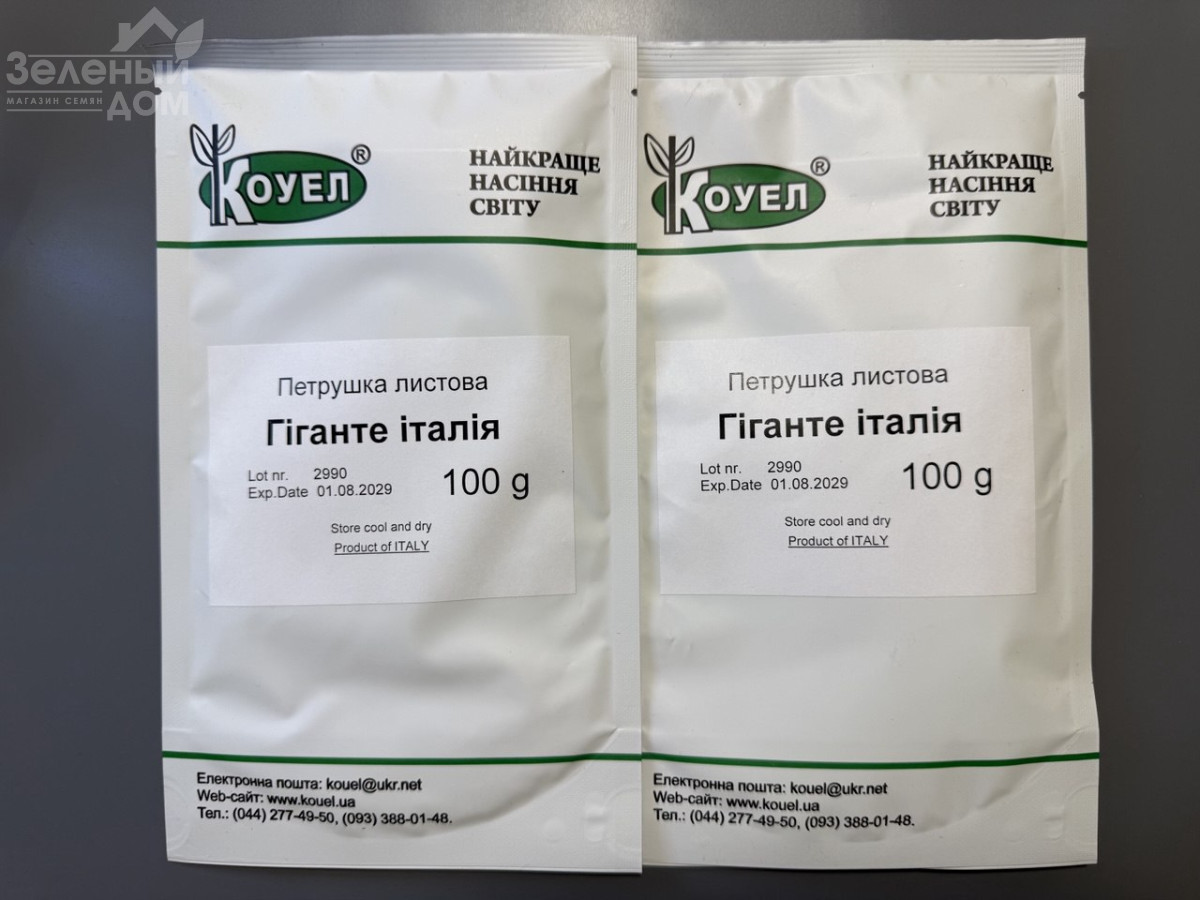 Зеленый
МАГАЗИН СЕМЯН
ДОМ
КОУЕЛ ®
НАЙКРАЩЕ
НАСІННЯ
СВІТУ
Петрушка листова
Гіганте італія
Lot nr. 2990
Exp.Date 01.08.2029
100 g
Store cool and dry
Product of ITALY
Електронна пошта: kouel@ukr.net
Web-сайт: www.kouel.ua
Тел.: (044) 277-49-50, (093) 388-01-48.
КОУЕЛ ®
НАЙКРАЩЕ
НАСІННЯ
СВІТУ
Петрушка листова
Гіганте італія
Lot nr. 2990
Exp.Date 01.08.2029
100 g
Store cool and dry
Product of ITALY
Електронна пошта: kouel@ukr.net
Web-сайт: www.kouel.ua
Тел.: (044) 277-49-50, (093) 388-01-48.